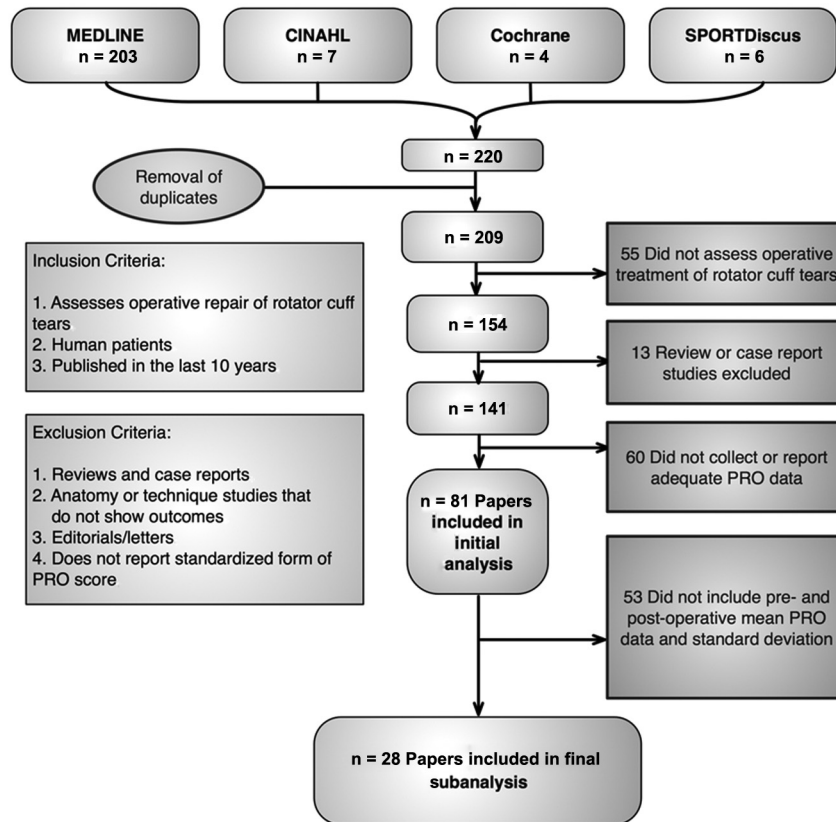 MEDLINE
n = 203
CINAHL
n = 7
Cochrane
n = 4
SPORTDiscus
n = 6
n = 220
Removal of
duplicates
n = 209
55 Did not assess operative
treatment of rotator cuff tears
Inclusion Criteria:
1. Assesses operative repair of rotator cuff
tears
2. Human patients
3. Published in the last 10 years
n = 154
13 Review or case report
studies excluded
n = 141
Exclusion Criteria:
1. Reviews and case reports
2. Anatomy or technique studies that
do not show outcomes
3. Editorials/letters
4. Does not report standardized form of
PRO score
60 Did not collect or report
adequate PRO data
n = 81 Papers
included in
initial
analysis
53 Did not include pre- and
post-operative mean PRO
data and standard deviation
n = 28 Papers included in final
subanalysis